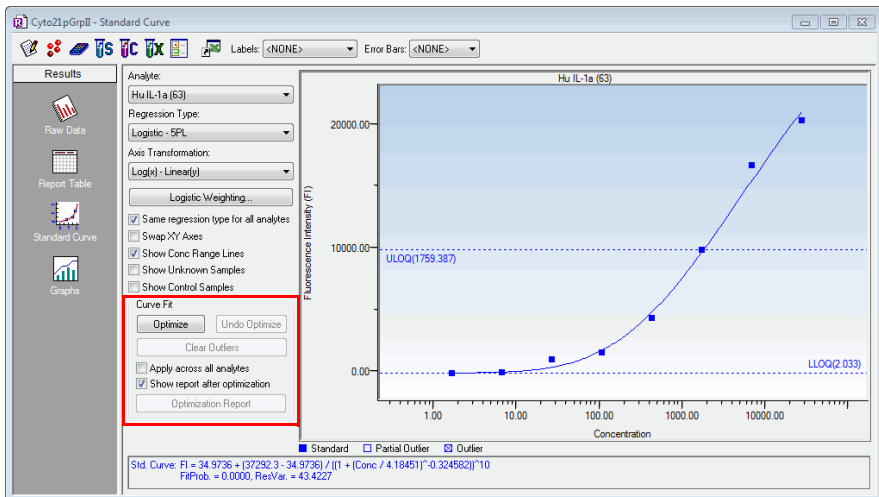 Cyto21pGrpII - Standard Curve
S C X Labels: <NONE> Error Bars: <NONE>
Results
Raw Data
Report Table
Standard Curve
Graphs
Analyte:
Hu IL-1a (63)
Regression Type:
Logistic - 5PL
Axis Transformation:
Log(x) - Linear(y)
Logistic Weighting...
Same regression type for all analytes
Swap XY Axes
Show Conc Range Lines
Show Unknown Samples
Show Control Samples
Curve Fit
Optimize Undo Optimize
Clear Outliers
Apply across all analytes
Show report after optimization
Optimization Report
Hu IL-1a (63)
Fluorescence Intensity (FI)
20000.00
10000.00
0.00
ULOQ(1759.387)
LLOQ(2.033)
1.00 10.00 100.00 1000.00 10000.00
Concentration
Standard Partial Outlier Outlier
Std. Curve: FI = 34.9736 + (37292.3 - 34.9736) / ((1 + (Conc / 4.18451)^-0.324582))^10
FitProb. = 0.0000, ResVar. = 43.4227